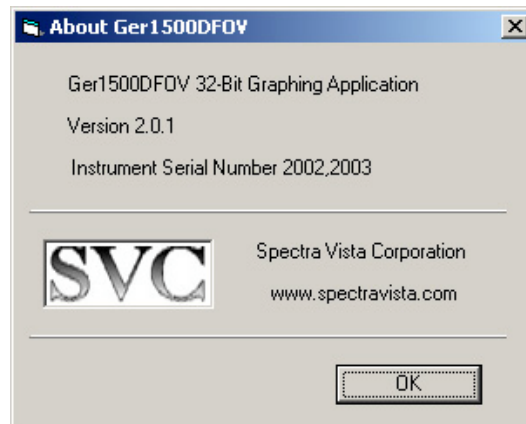 About Ger1500DFOV
Ger1500DFOV 32-Bit Graphing Application
Version 2.0.1
Instrument Serial Number 2002,2003
SVC
Spectra Vista Corporation
www.spectravista.com
OK